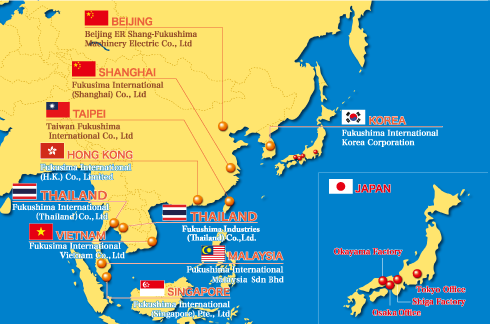 BEIJING
Beijing ER Shang-Fukushima
Machinery Electric Co., Ltd
SHANGHAI
Fukusima International
(Shanghai) Co., Ltd
TAIPEI
Taiwan Fukushima
International Co., Ltd
HONG KONG
Fukusima International
(H.K.) Co., Limited
THAILAND
Fukushima International
(Thailand) Co., Ltd
VIETNAM
Fukusima International
Vietnam Co., Ltd
KOREA
Fukushima International
Korea Corporation
THAILAND
Fukushima Industries
(Thailand) Co.,Ltd.
MALAYSIA
Fukushima International
Malaysia Sdn Bhd
SINGAPORE
Fukushima International
(Singapore) Pte., Ltd
JAPAN
Okayama Factory
Tokyo Office
Shiga Factory
Osaka Office